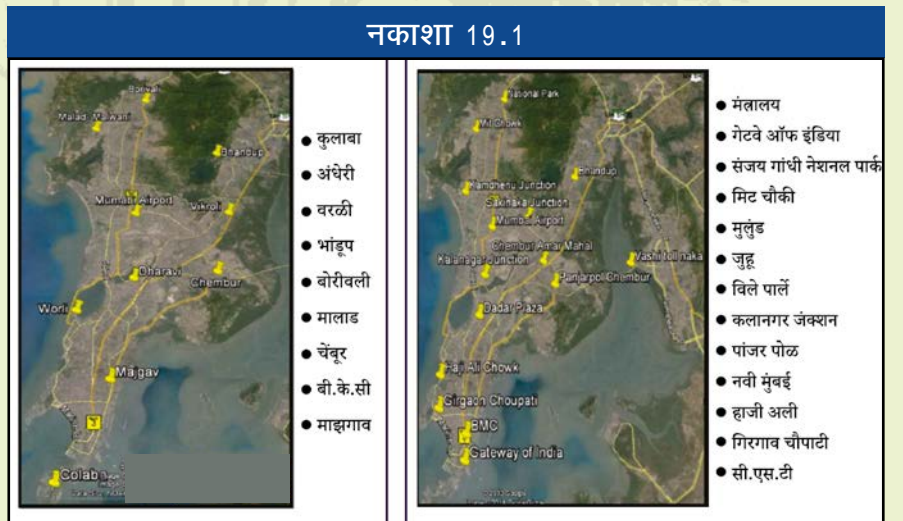 नकाशा 19.1
Borivali
Malad Malwani
Bhandup
Mumabi Airport
Vikroli
Dharavi
Chembur
Worli
Majgav
Colaba
● कुलाबा
● अंधेरी
● वरळी
● भांडूप
● बोरीवली
● मालाड
● चेंबूर
● बी.के.सी
● माझगाव
National Park
Mit Chowk
Bhandup
Kamdhenu Junction
Sakinaka Junction
Mumbai Airport
Chembur Amar Mahal
Kalanagar Junction
Vashi toll naka
Panjarpol Chembur
Dadar Plaza
Haji Ali Chowk
Girgaon Choupati
BMC
Gateway of India
● मंत्रालय
● गेटवे ऑफ इंडिया
● संजय गांधी नेशनल पार्क
● मिट चौकी
● मुलुंड
● जुहू
● विले पार्ले
● कलानगर जंक्शन
● पांजर पोळ
● नवी मुंबई
● हाजी अली
● गिरगाव चौपाटी
● सी.एस.टी